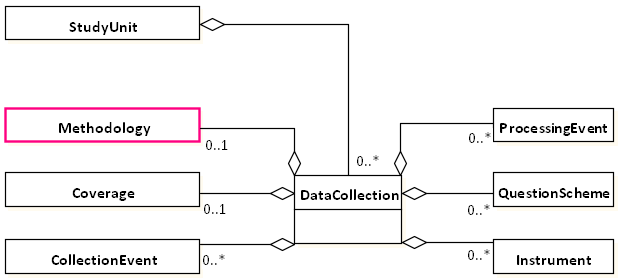 StudyUnit
Methodology
0..1
ProcessingEvent
0..*
0..*
Coverage
0..1
DataCollection
QuestionScheme
0..*
CollectionEvent
0..*
Instrument
0..*